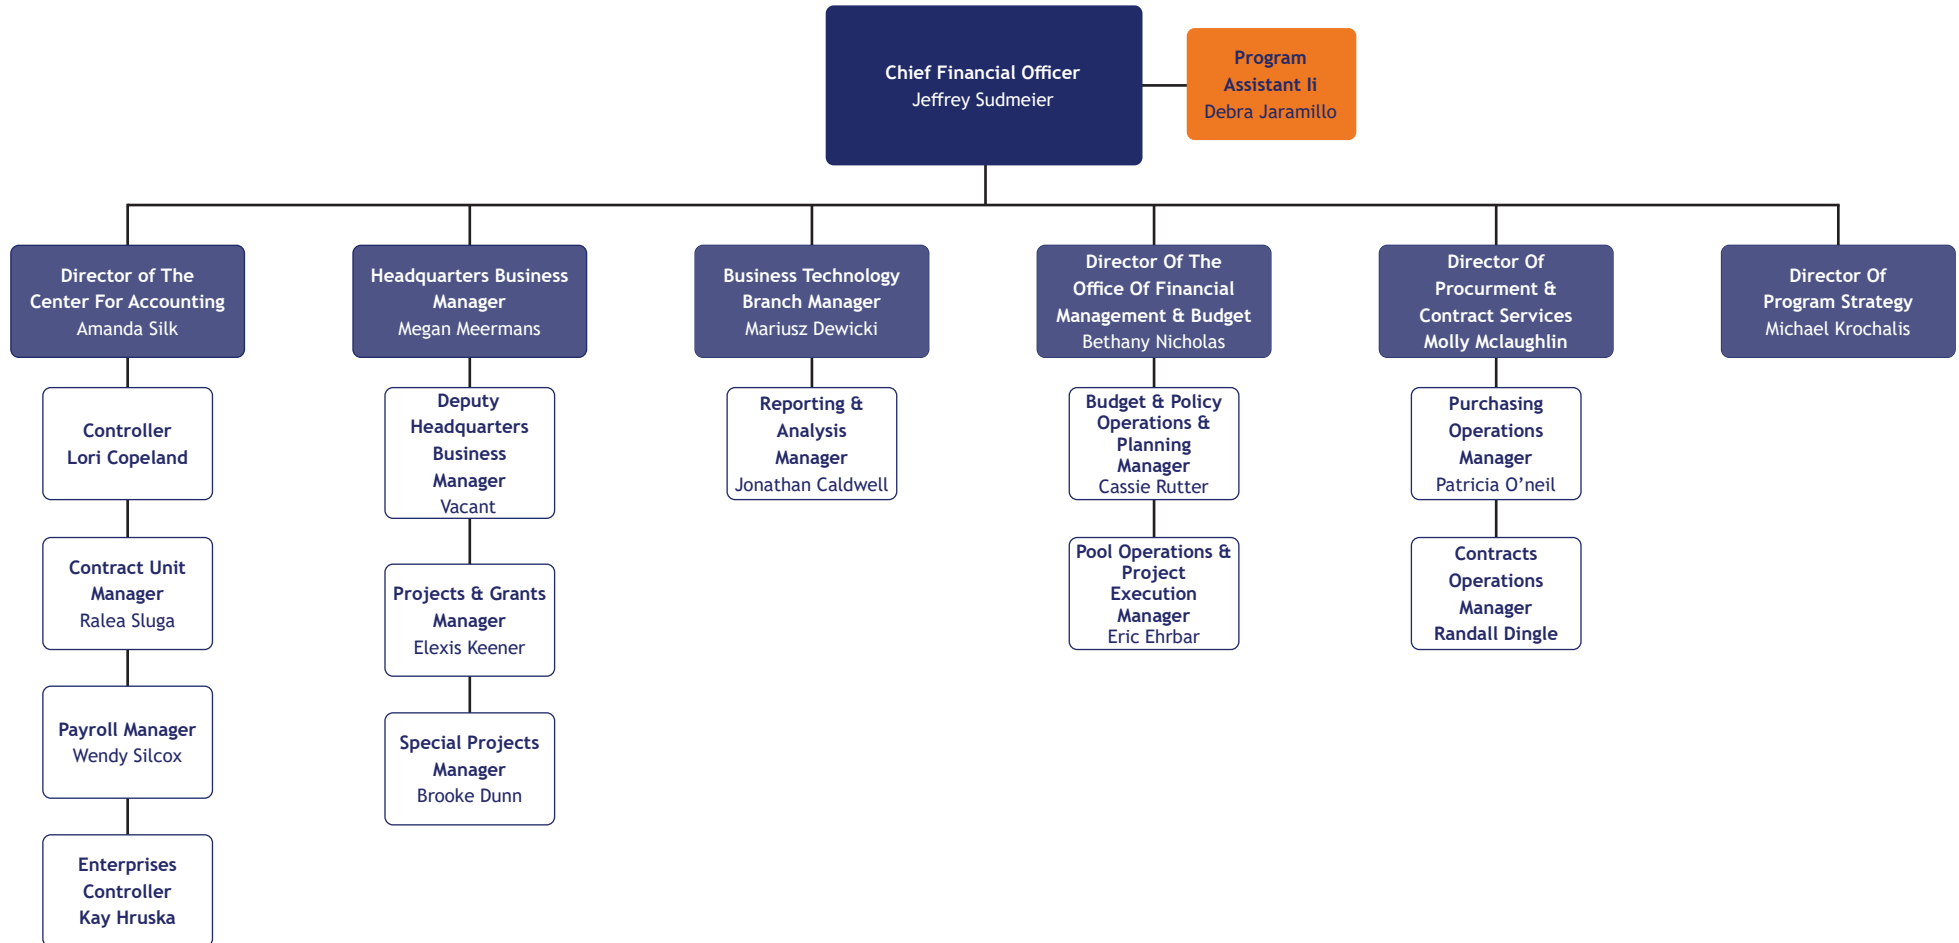 Chief Financial Officer
Jeffrey Sudmeier
Program
Assistant Ii
Debra Jaramillo
Director of The
Center For Accounting
Amanda Silk
Headquarters Business
Manager
Megan Meermans
Business Technology
Branch Manager
Mariusz Dewicki
Director Of The
Office Of Financial
Management & Budget
Bethany Nicholas
Director Of
Procurment &
Contract Services
Molly Mclaughlin
Director Of
Program Strategy
Michael Krochalis
Controller
Lori Copeland
Deputy
Headquarters
Business
Manager
Vacant
Reporting &
Analysis
Manager
Jonathan Caldwell
Budget & Policy
Operations &
Planning
Manager
Cassie Rutter
Purchasing
Operations
Manager
Patricia O’neil
Contract Unit
Manager
Ralea Sluga
Projects & Grants
Manager
Elexis Keener
Pool Operations &
Project
Execution
Manager
Eric Ehrbar
Contracts
Operations
Manager
Randall Dingle
Payroll Manager
Wendy Silcox
Special Projects
Manager
Brooke Dunn
Enterprises
Controller
Kay Hruska